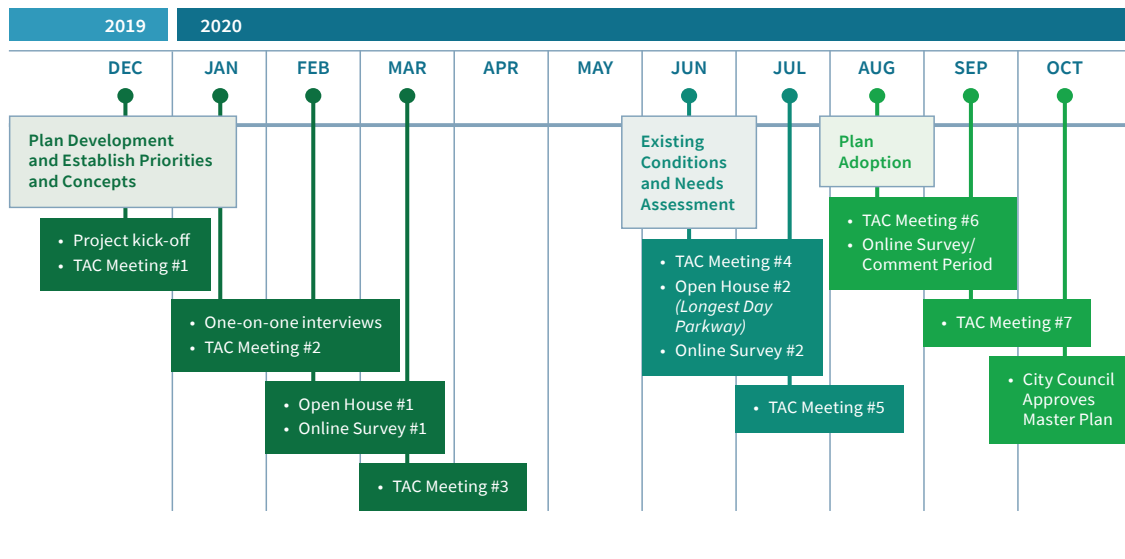 2019
2020
DEC
JAN
FEB
MAR
APR
MAY
JUN
JUL
AUG
SEP
OCT
Plan Development
and Establish Priorities
and Concepts
Existing
Conditions
and Needs
Assessment
Plan
Adoption
• Project kick-off
• TAC Meeting #1
• One-on-one interviews
• TAC Meeting #2
• Open House #1
• Online Survey #1
• TAC Meeting #3
• TAC Meeting #4
• Open House #2
(Longest Day
Parkway)
• Online Survey #2
• TAC Meeting #5
• TAC Meeting #6
• Online Survey/
Comment Period
• TAC Meeting #7
• City Council
Approves
Master Plan